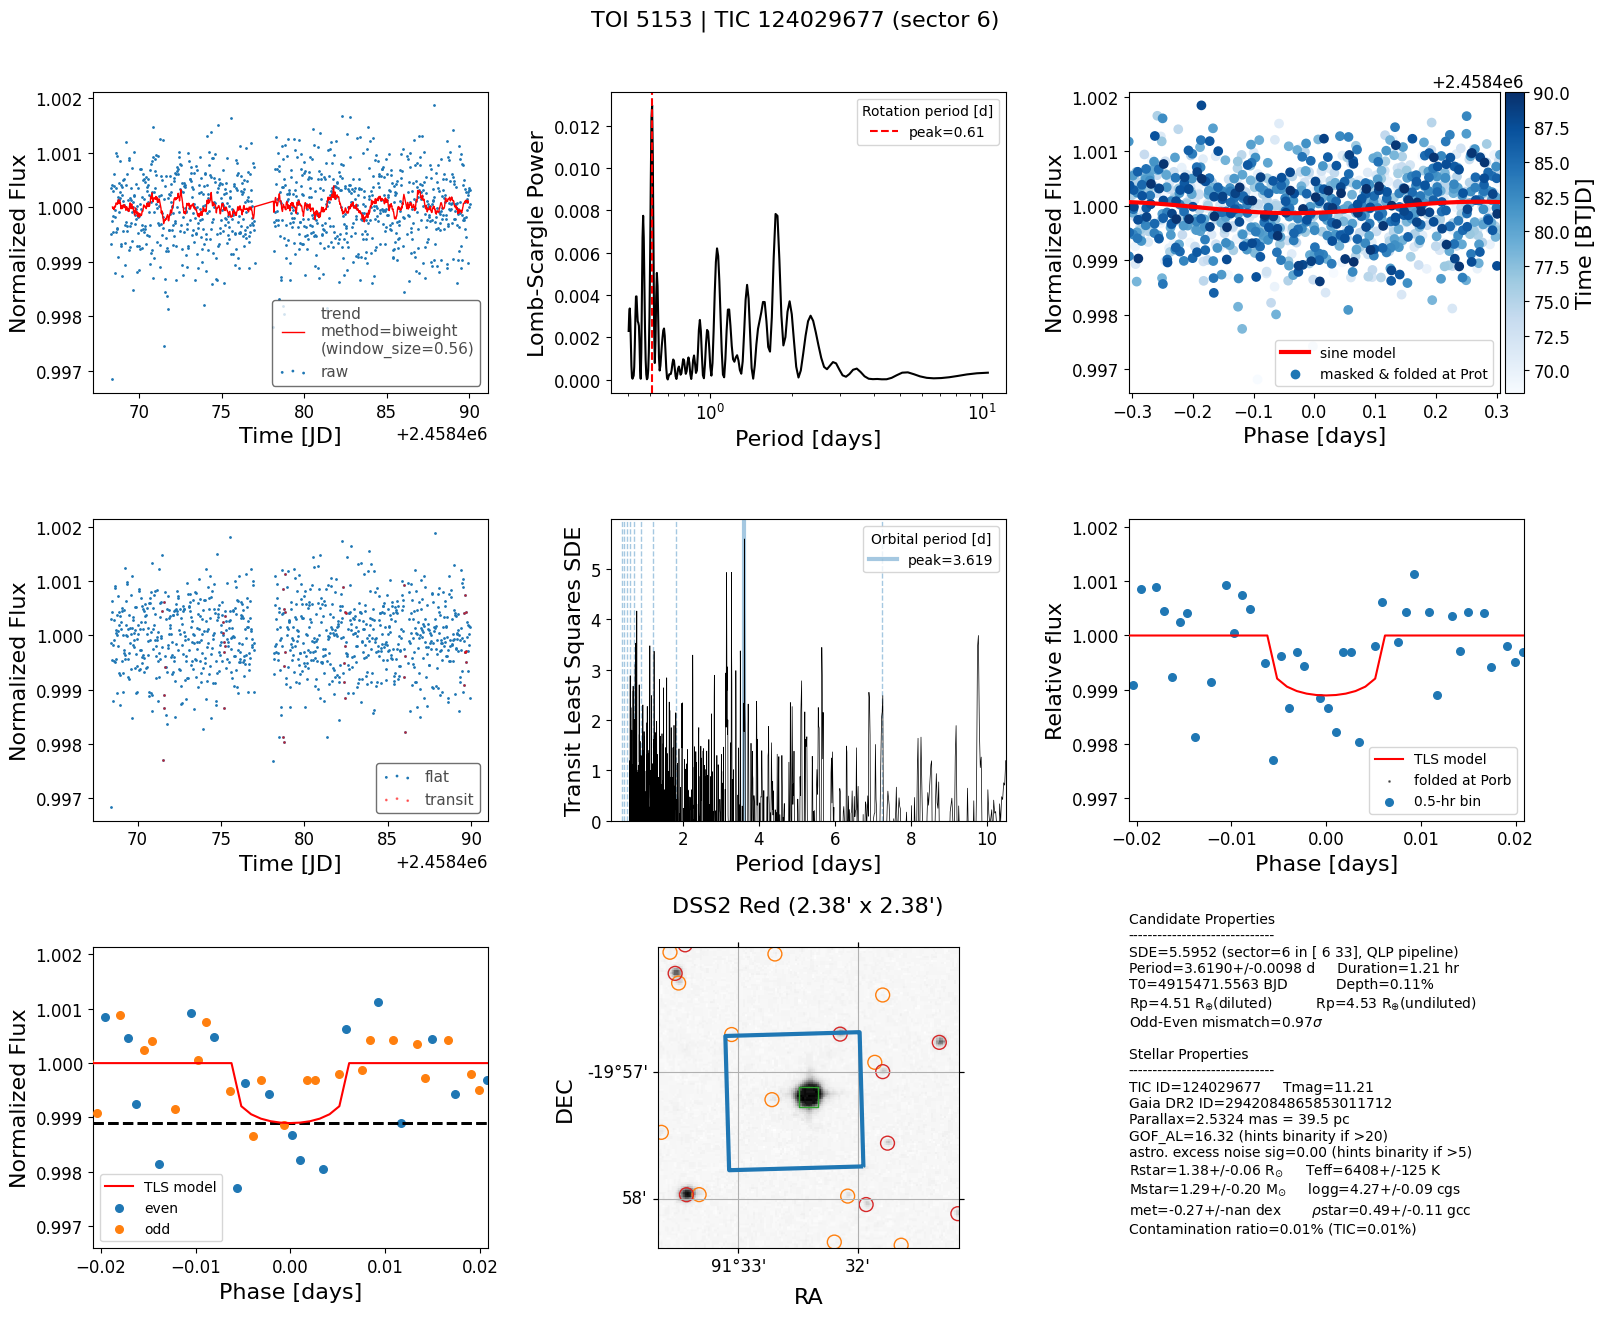 TOI 5153 | TIC 124029677 (sector 6)
Normalized Flux
1.002
1.001
1.000
0.999
0.998
0.997
trend
method=biweight
(window_size=0.56)
raw
70
75
80
85
90
Time [JD]
+2.4584e6
Lomb-Scargle Power
0.012
0.010
0.008
0.006
0.004
0.002
0.000
Rotation period [d]
peak=0.61
10⁰
10¹
Period [days]
Normalized Flux
1.002
1.001
1.000
0.999
0.998
0.997
sine model
masked & folded at Prot
−0.3
−0.2
−0.1
0.0
0.1
0.2
0.3
Phase [days]
+2.4584e6
90.0
87.5
85.0
82.5
80.0
77.5
75.0
72.5
70.0
Time [BTJD]
Normalized Flux
1.002
1.001
1.000
0.999
0.998
0.997
flat
transit
70
75
80
85
90
Time [JD]
+2.4584e6
Transit Least Squares SDE
5
4
3
2
1
0
Orbital period [d]
peak=3.619
2
4
6
8
10
Period [days]
Relative flux
1.002
1.001
1.000
0.999
0.998
0.997
TLS model
folded at Porb
0.5-hr bin
−0.02
−0.01
0.00
0.01
0.02
Phase [days]
Normalized Flux
1.002
1.001
1.000
0.999
0.998
0.997
TLS model
even
odd
−0.02
−0.01
0.00
0.01
0.02
Phase [days]
DSS2 Red (2.38' x 2.38')
DEC
-19°57'
58'
91°33'
32'
RA
Candidate Properties
------------------------------
SDE=5.5952 (sector=6 in [ 6 33], QLP pipeline)
Period=3.6190+/-0.0098 d Duration=1.21 hr
T0=4915471.5563 BJD Depth=0.11%
Rp=4.51 R⊕(diluted) Rp=4.53 R⊕(undiluted)
Odd-Even mismatch=0.97σ
Stellar Properties
------------------------------
TIC ID=124029677 Tmag=11.21
Gaia DR2 ID=2942084865853011712
Parallax=2.5324 mas = 39.5 pc
GOF_AL=16.32 (hints binarity if >20)
astro. excess noise sig=0.00 (hints binarity if >5)
Rstar=1.38+/-0.06 R⊙ Teff=6408+/-125 K
Mstar=1.29+/-0.20 M⊙ logg=4.27+/-0.09 cgs
met=-0.27+/-nan dex ρstar=0.49+/-0.11 gcc
Contamination ratio=0.01% (TIC=0.01%)